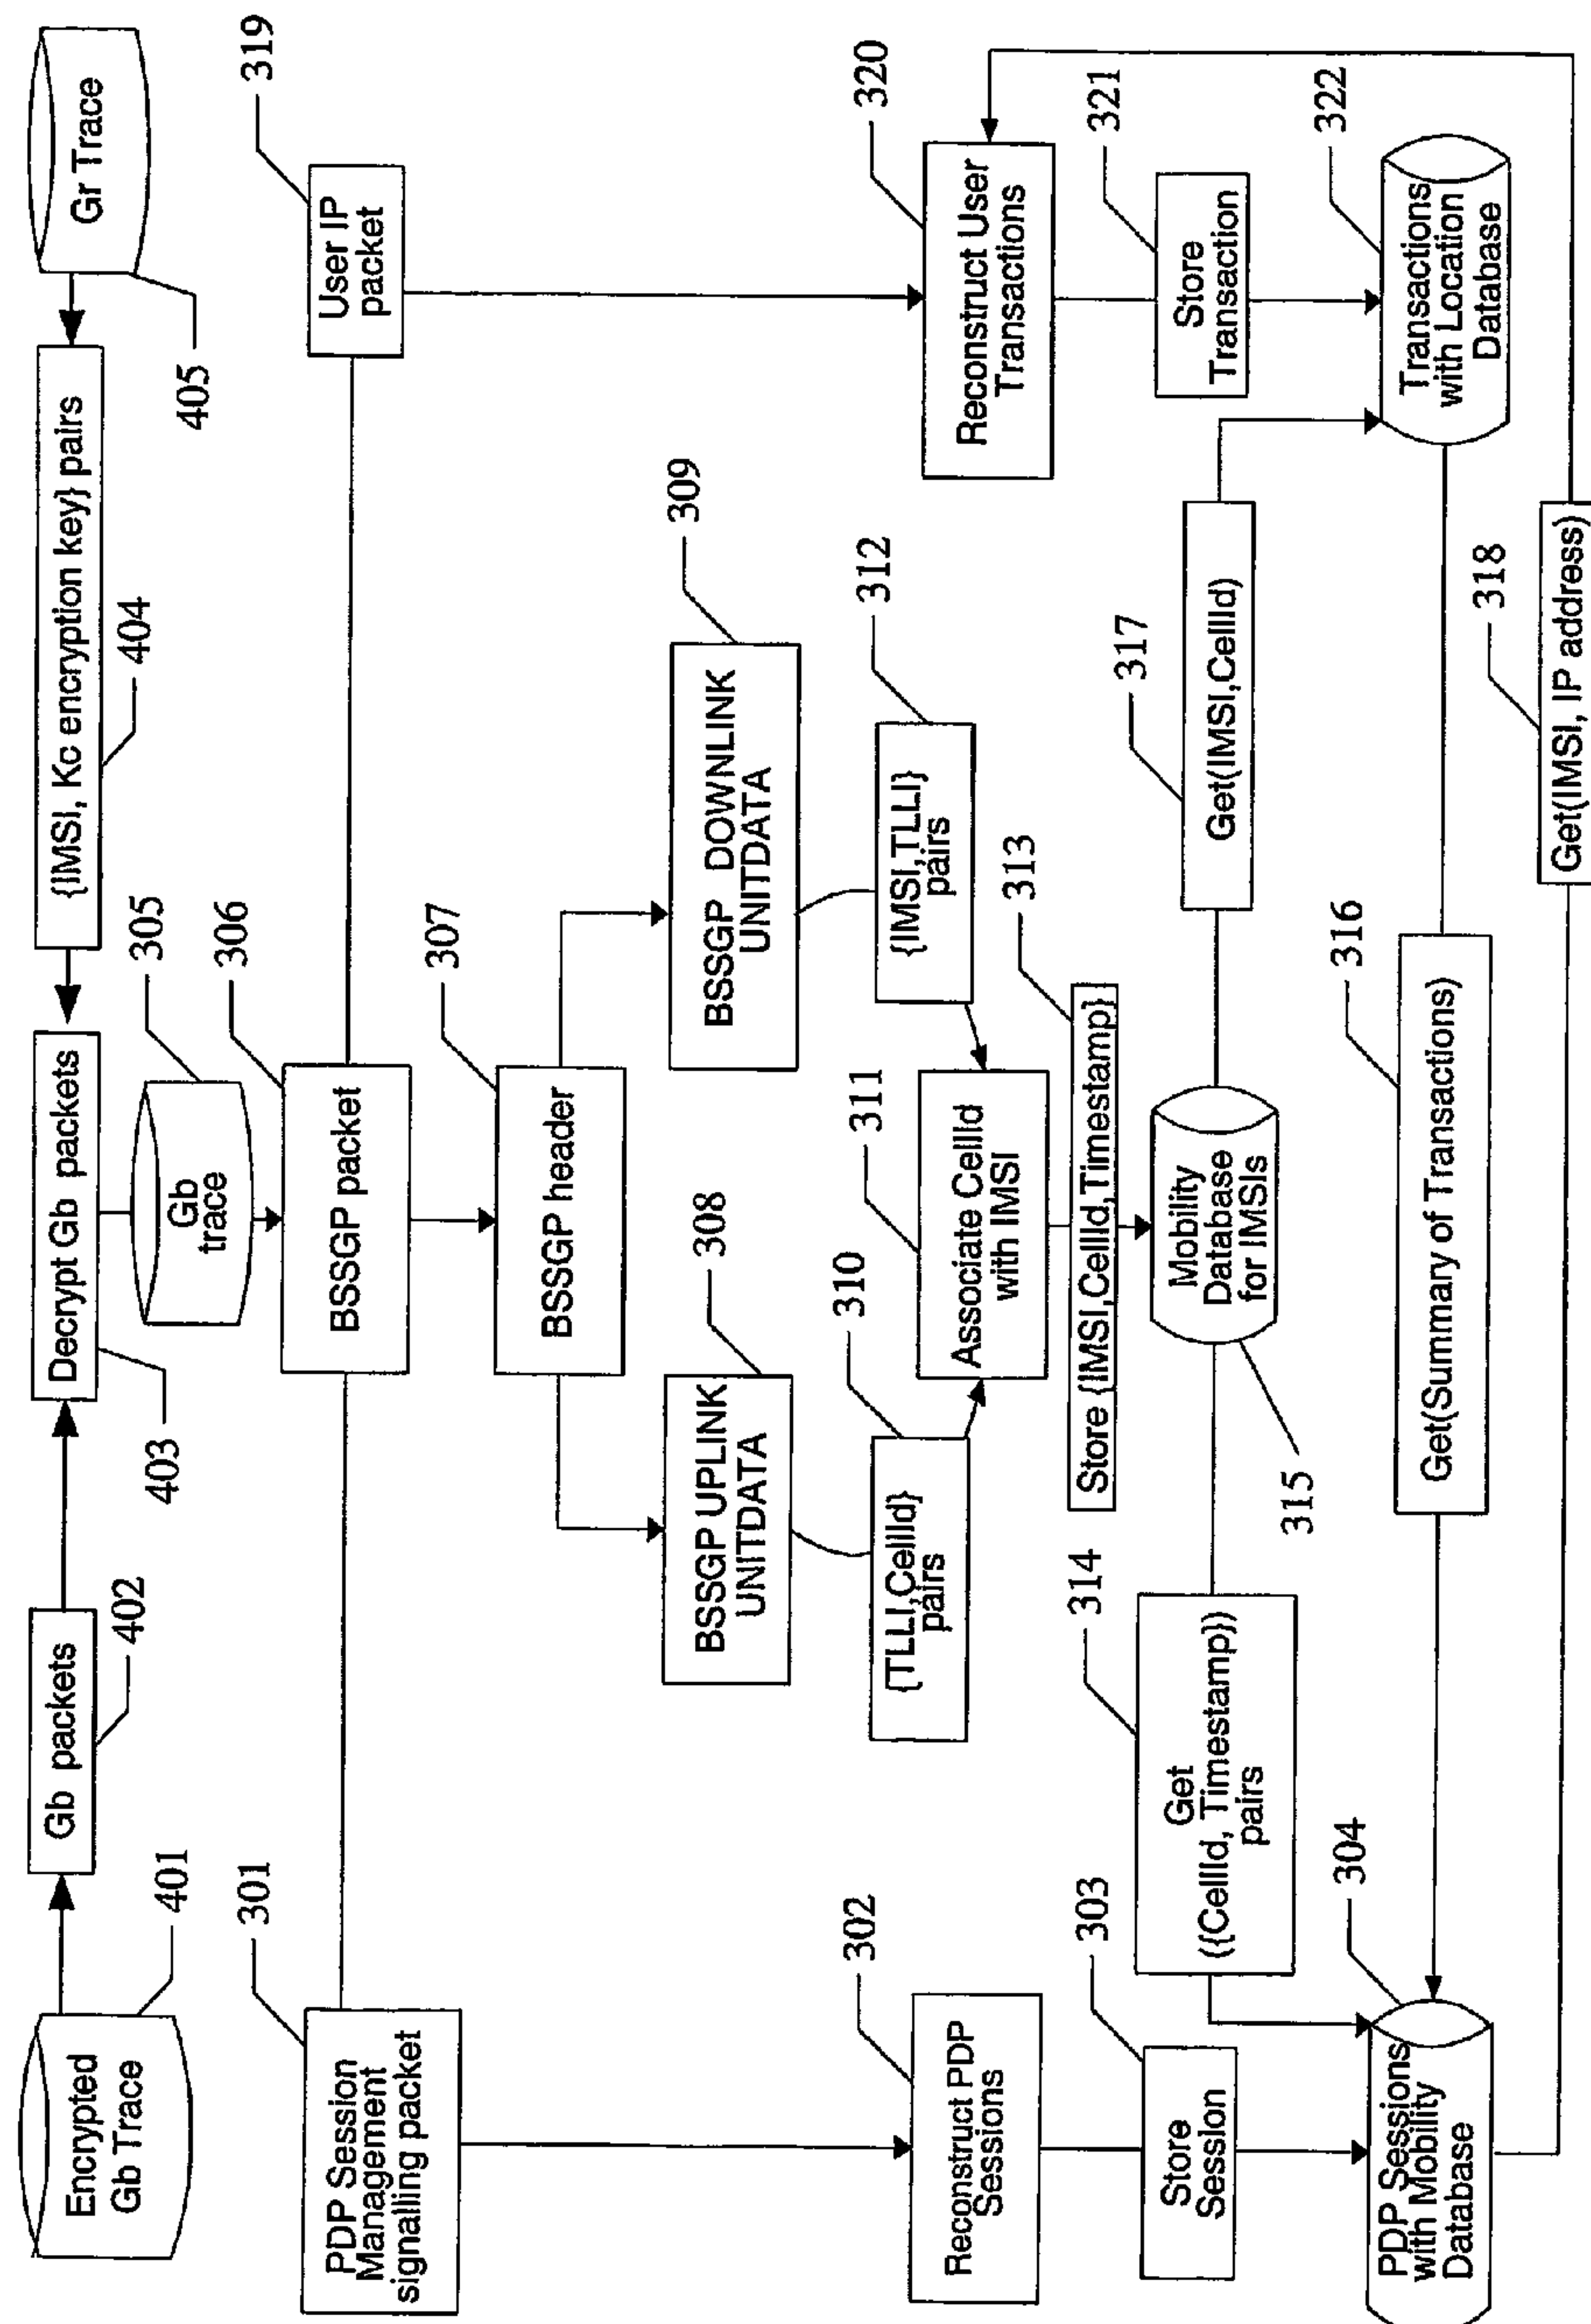 Encrypted
Gb Trace
401
Gb packets
402
Decrypt Gb packets
403
{IMSI, Kc encryption key} pairs
404
Gr Trace
405
Gb
trace
305
PDP Session
Management
signalling packet
301
BSSGP packet
306
User IP
packet
319
BSSGP header
307
BSSGP UPLINK
UNITDATA
308
BSSGP DOWNLINK
UNITDATA
309
{TLLI,CellId}
pairs
310
{IMSI,TLLI}
pairs
312
Reconstruct PDP
Sessions
302
Associate CellId
with IMSI
311
Reconstruct User
Transactions
320
Store {IMSI,CellId,Timestamp}
313
Store
Session
303
Get
({CellId, Timestamp})
pairs
314
Mobility
Database
for IMSIs
315
Get(IMSI,CellId)
317
Store
Transaction
321
PDP Sessions
with Mobility
Database
304
Get(Summary of Transactions)
316
Transactions
with Location
Database
322
Get(IMSI, IP address)
318